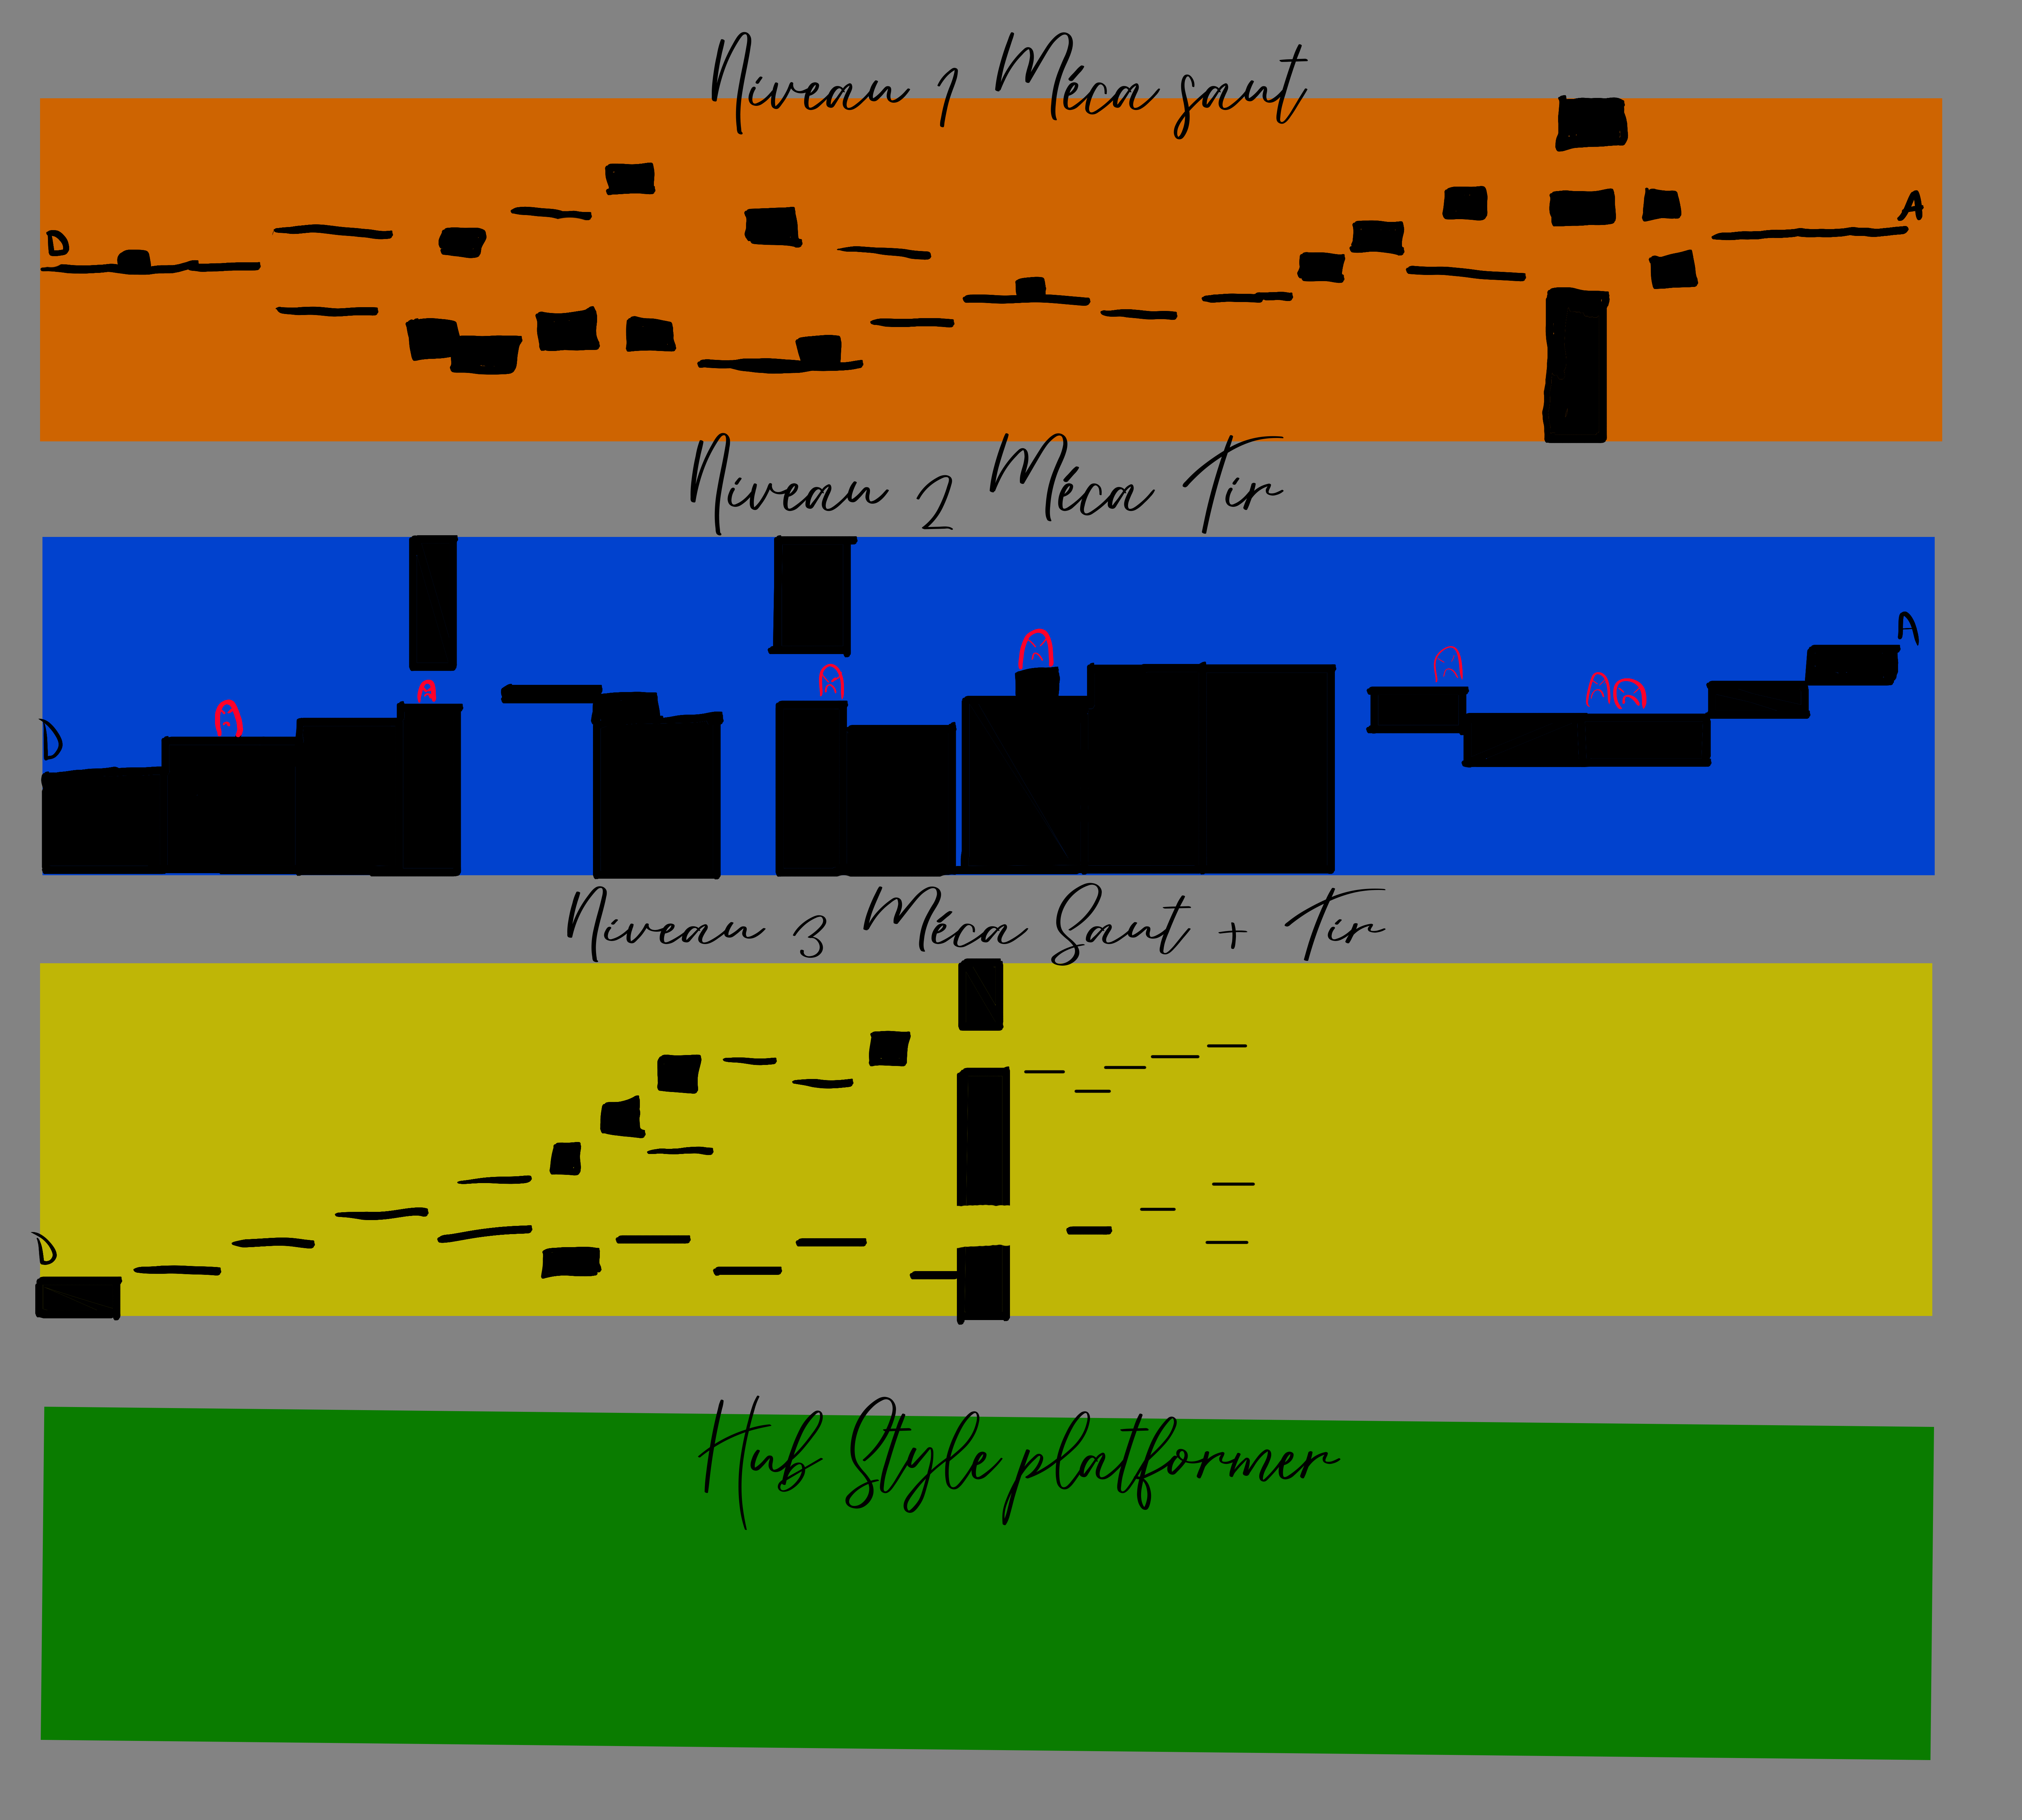 Niveau 1 Méca saut
D
A
Niveau 2 Méca Tir
D
A
Niveau 3 Méca Saut + Tir
D
Hub Style platformer